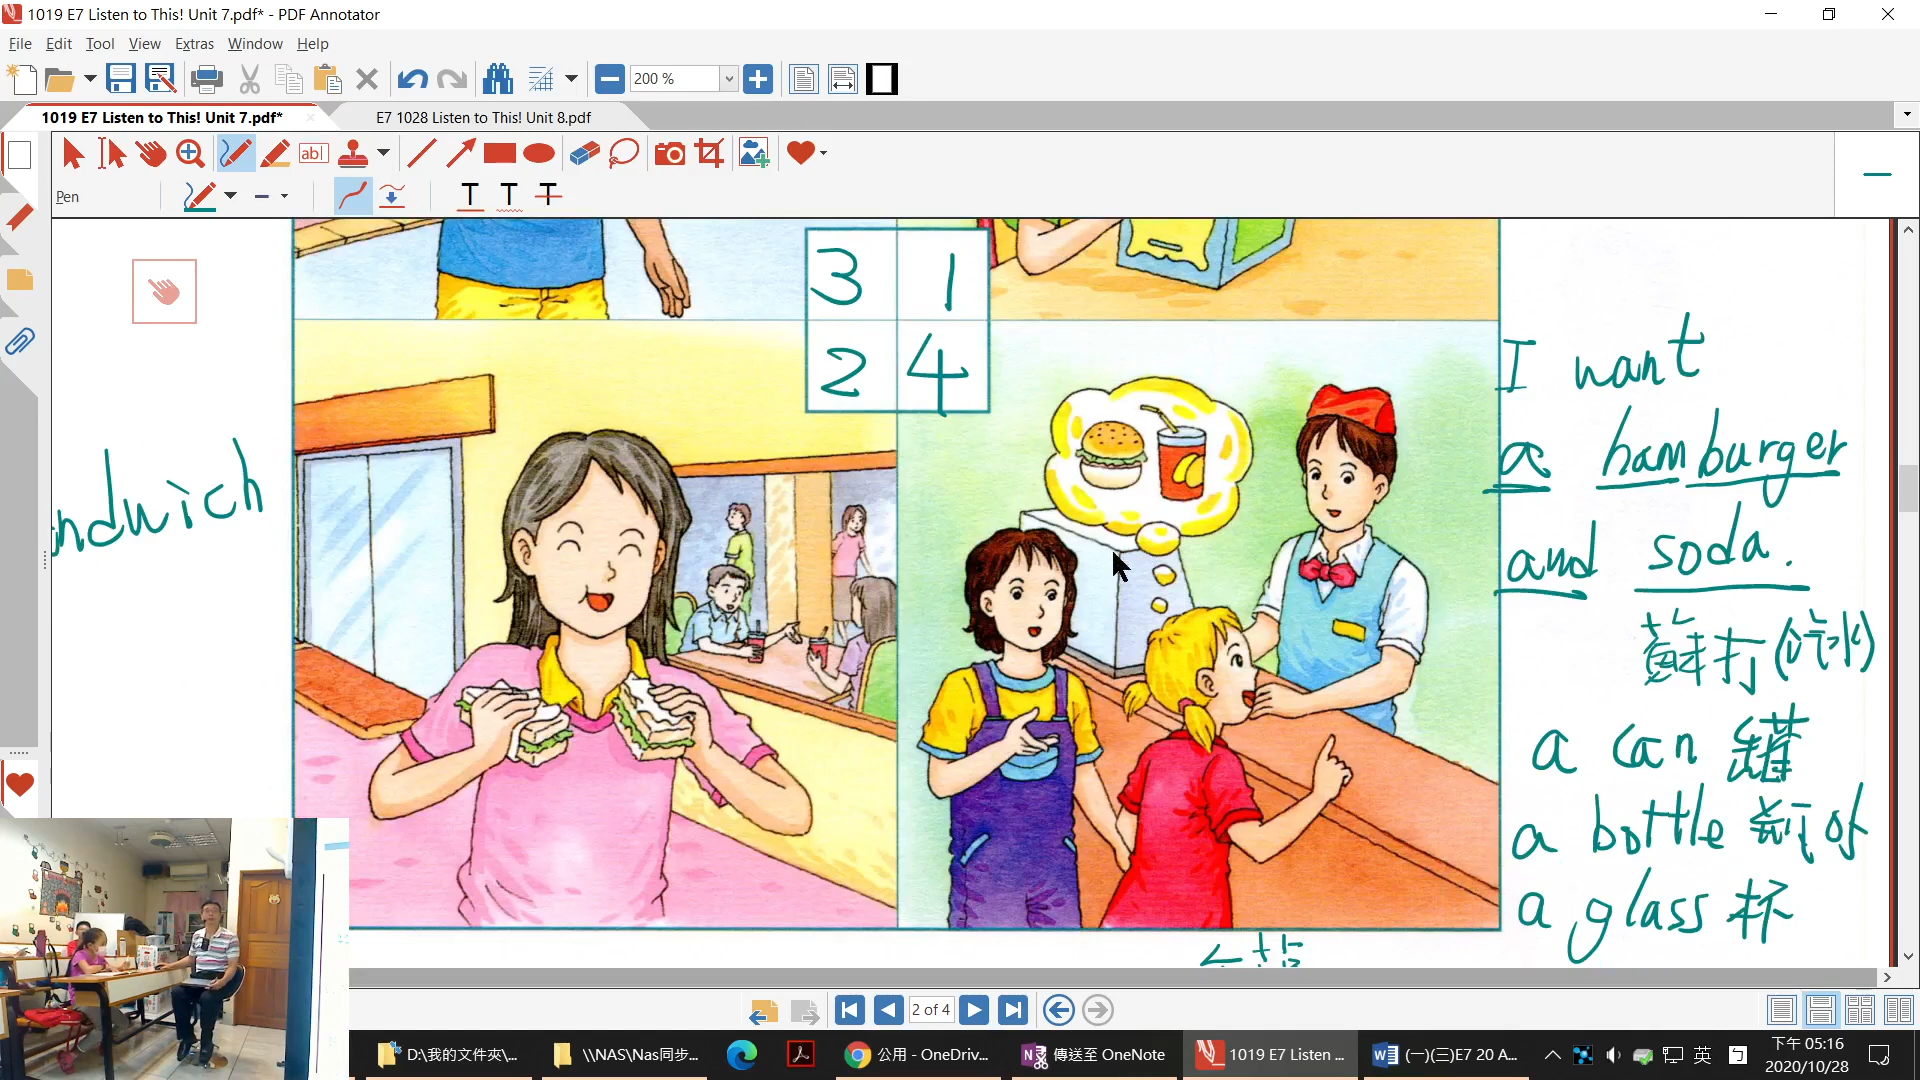 1019 E7 Listen to This! Unit 7.pdf* - PDF Annotator
File Edit Tool View Extras Window Help
200 %
1019 E7 Listen to This! Unit 7.pdf* E7 1028 Listen to This! Unit 8.pdf
ab|
Pen
T T T
3 1
2 4
ndwich
I want
a hamburger
and soda.
蘇打(汽水)
a can 罐
a bottle 瓶 of
a glass 杯
2 of 4
D:\我的文件夾\... \\NAS\Nas同步... 公用 - OneDriv... 傳送至 OneNote 1019 E7 Listen ... (一)(三)E7 20 A... 英 下午 05:16
2020/10/28